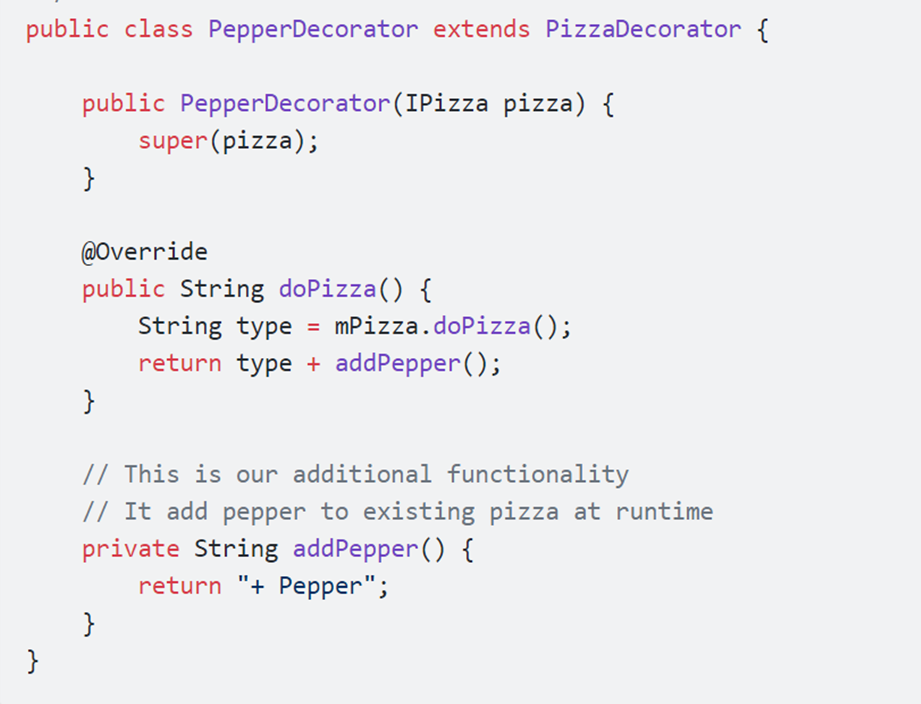 public class PepperDecorator extends PizzaDecorator {
public PepperDecorator(IPizza pizza) {
super(pizza);
}
@Override
public String doPizza() {
String type = mPizza.doPizza();
return type + addPepper();
}
// This is our additional functionality
// It add pepper to existing pizza at runtime
private String addPepper() {
return "+ Pepper";
}
}